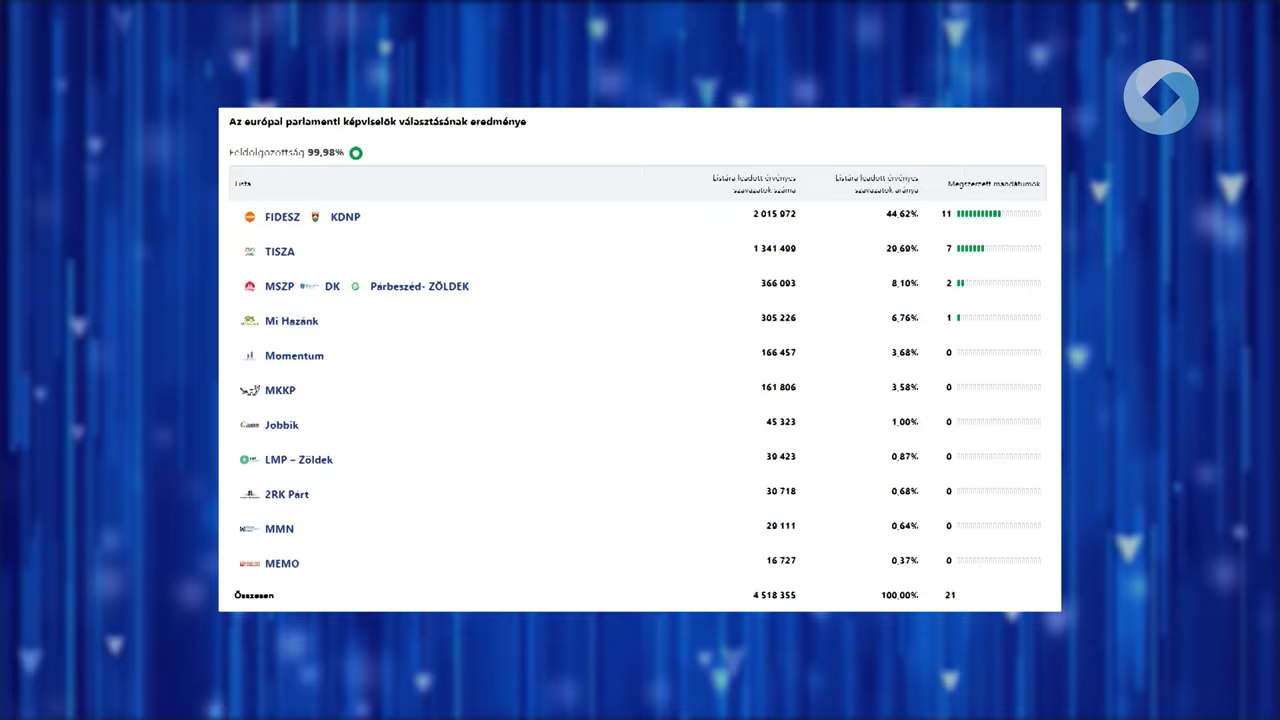 Az európai parlamenti képviselők választásának eredménye
Feldolgozottság 99,98%
Lista Listára leadott érvényes szavazatok száma Listára leadott érvényes szavazatok aránya Megszerzett mandátumok
FIDESZ KDNP 2 015 972 44,62% 11
TISZA 1 341 499 29,69% 7
MSZP DK Párbeszéd- ZÖLDEK 366 093 8,10% 2
Mi Hazánk 305 226 6,76% 1
Momentum 166 457 3,68% 0
MKKP 161 806 3,58% 0
Jobbik 45 323 1,00% 0
LMP – Zöldek 39 423 0,87% 0
2RK Párt 30 718 0,68% 0
MMN 29 111 0,64% 0
MEMO 16 727 0,37% 0
Összesen 4 518 355 100,00% 21